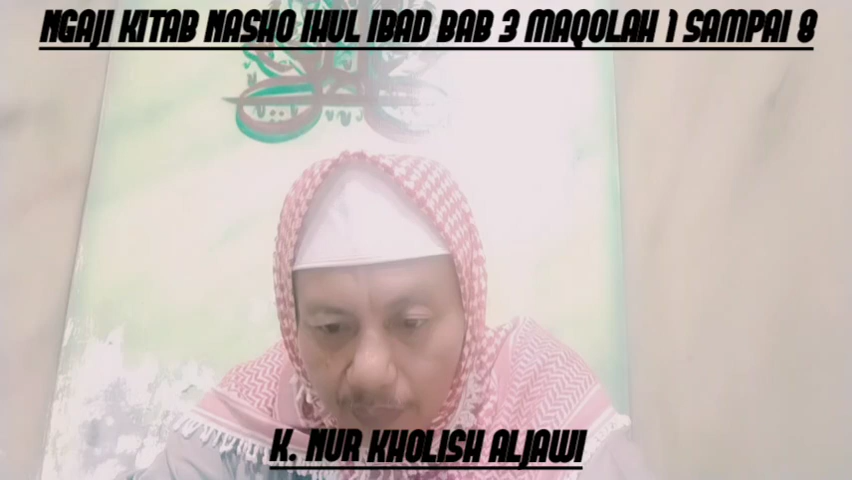 NGAJI KITAB NASHO IHUL IBAD BAB 3 MAQOLAH 1 SAMPAI 8
K. NUR KHOLISH ALJAWI